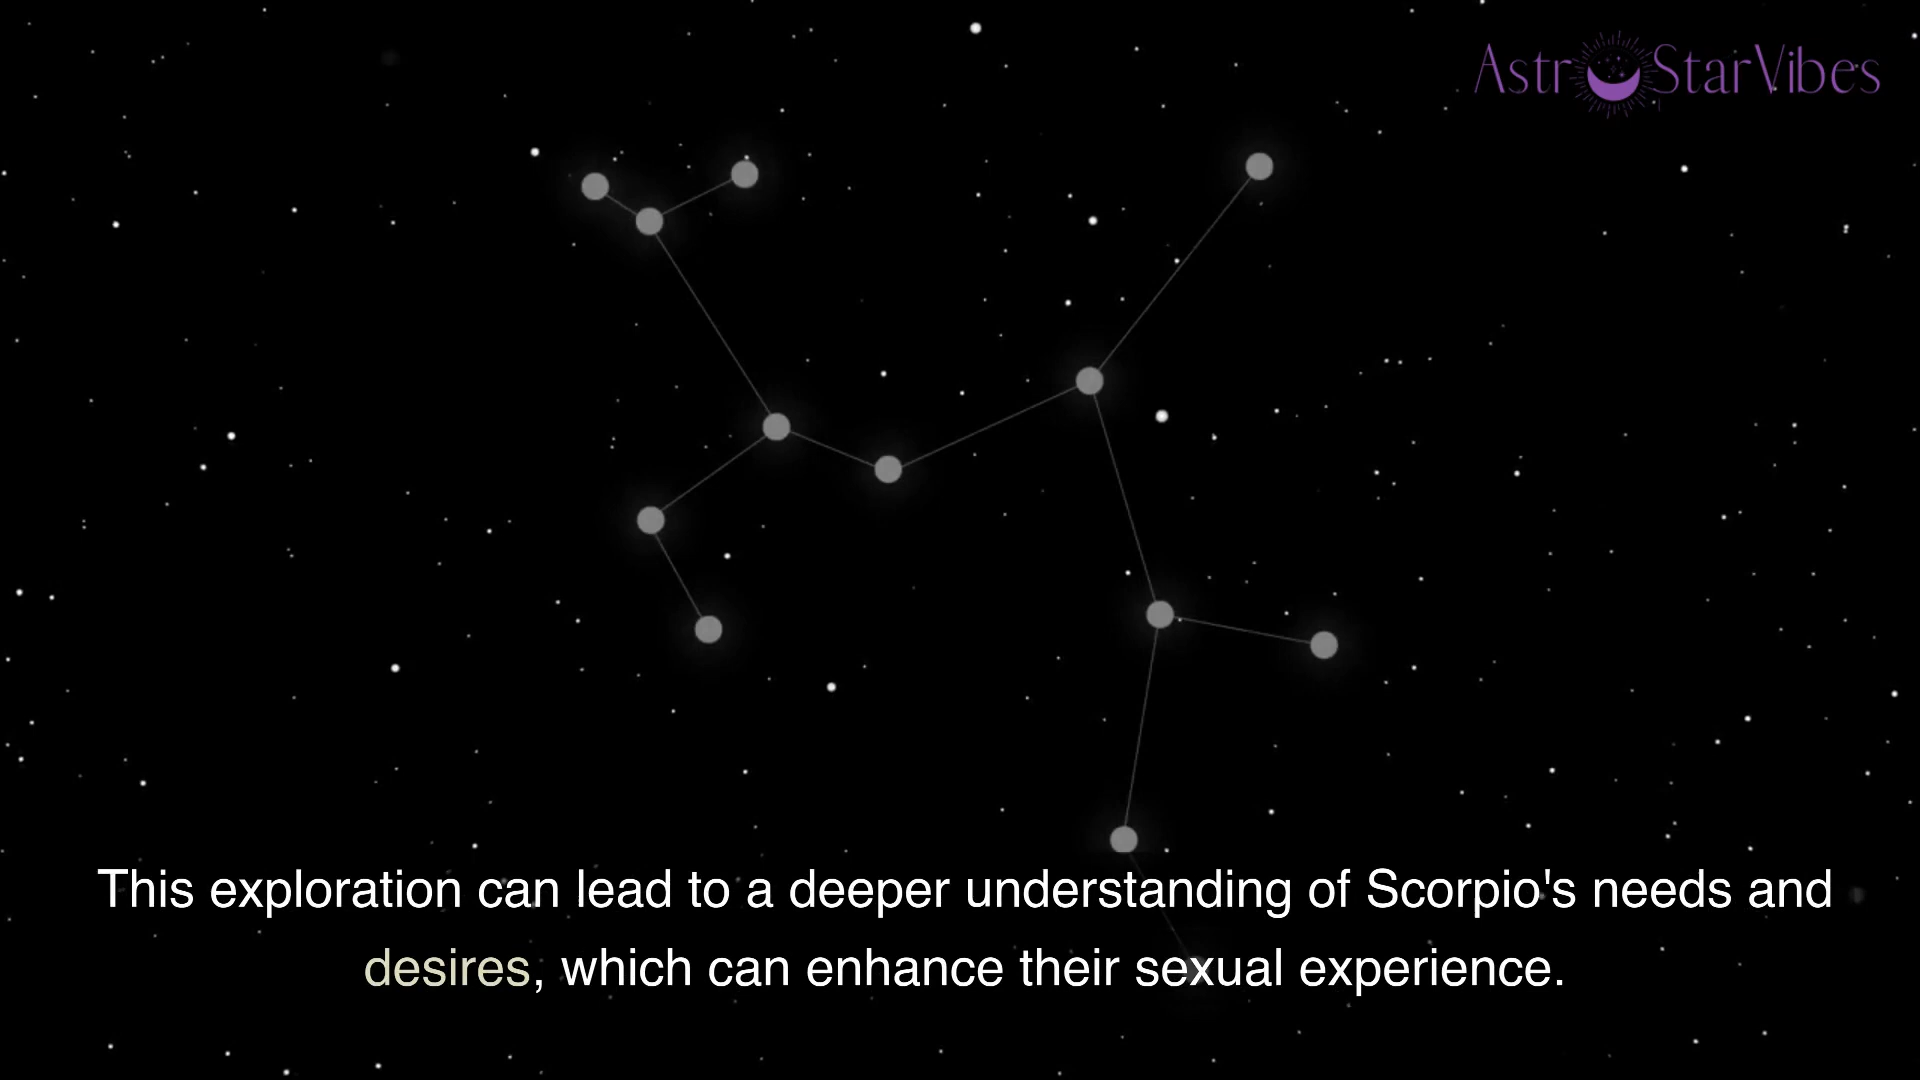 AstroStarVibes
This exploration can lead to a deeper understanding of Scorpio's needs and
desires, which can enhance their sexual experience.